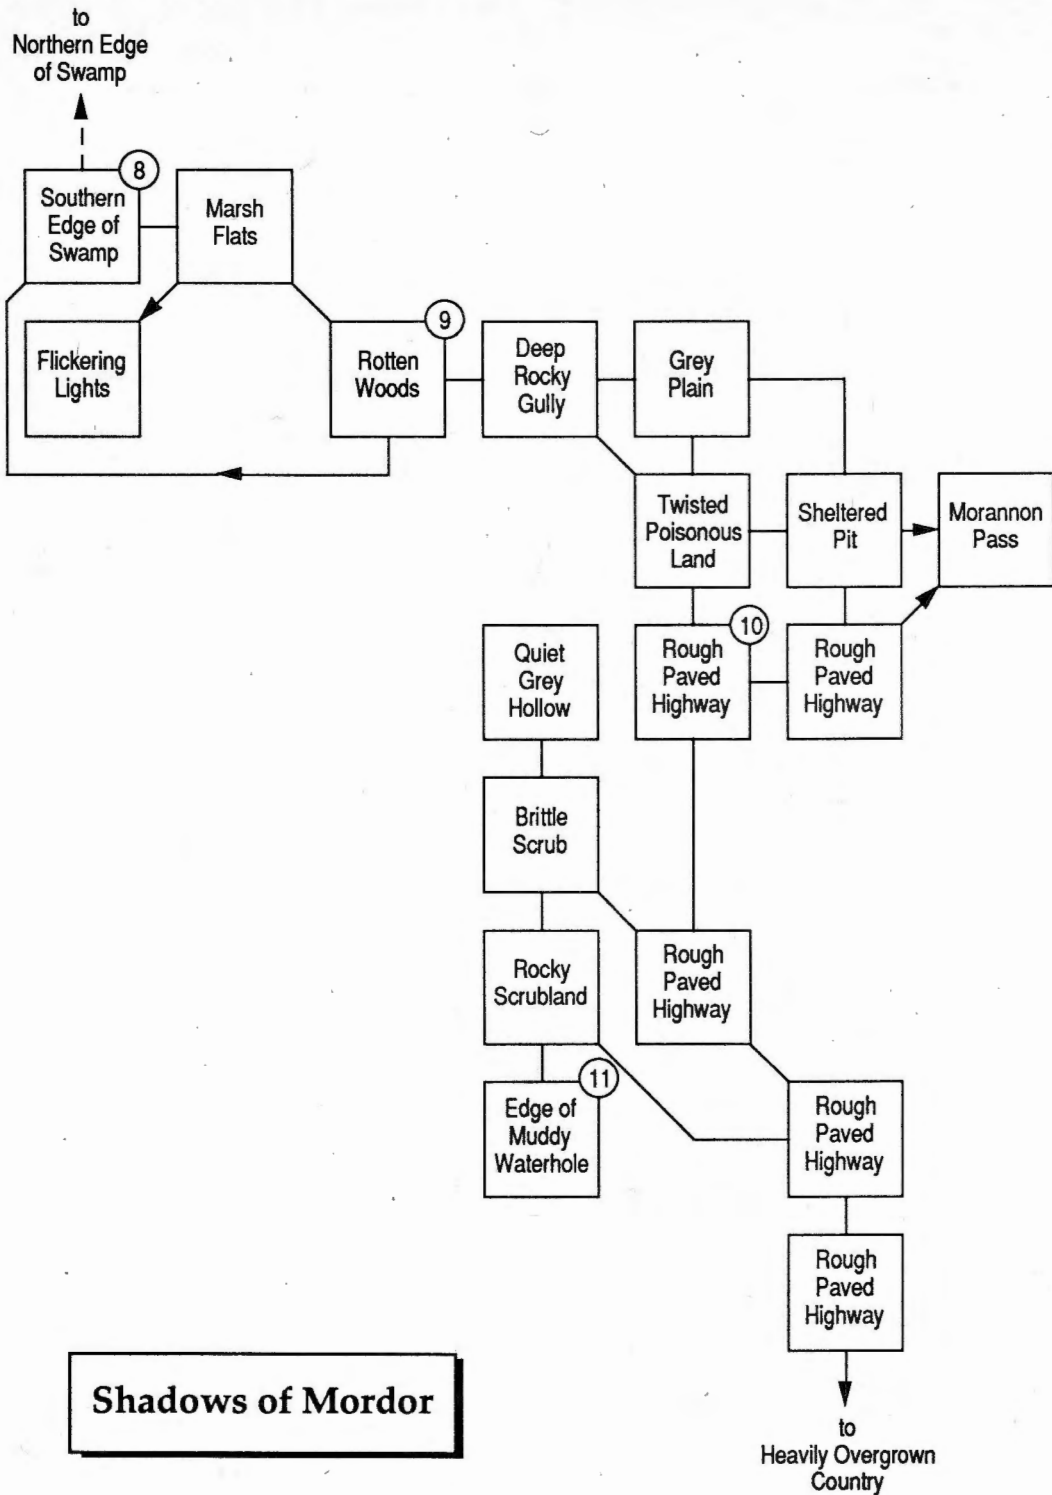 to
Northern Edge
of Swamp
8
Southern
Edge of
Swamp
Marsh
Flats
Flickering
Lights
9
Rotten
Woods
Deep
Rocky
Gully
Grey
Plain
Twisted
Poisonous
Land
Sheltered
Pit
Morannon
Pass
Quiet
Grey
Hollow
10
Rough
Paved
Highway
Rough
Paved
Highway
Brittle
Scrub
Rocky
Scrubland
Rough
Paved
Highway
11
Edge of
Muddy
Waterhole
Rough
Paved
Highway
Rough
Paved
Highway
Shadows of Mordor
to
Heavily Overgrown
Country